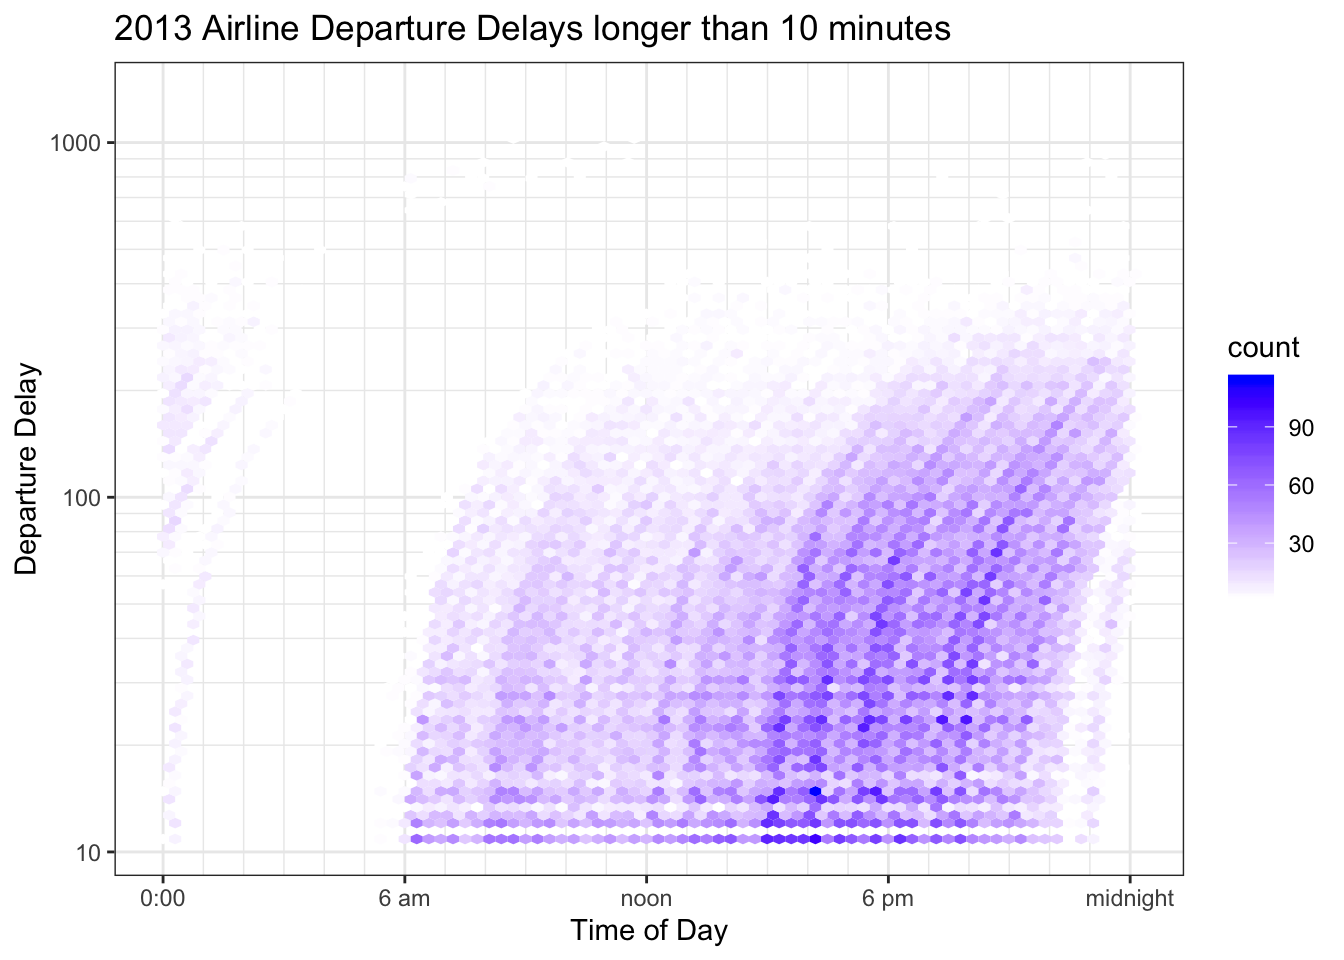 2013 Airline Departure Delays longer than 10 minutes
Departure Delay
1000
100
10
0:00
6 am
noon
6 pm
midnight
Time of Day
count
90
60
30